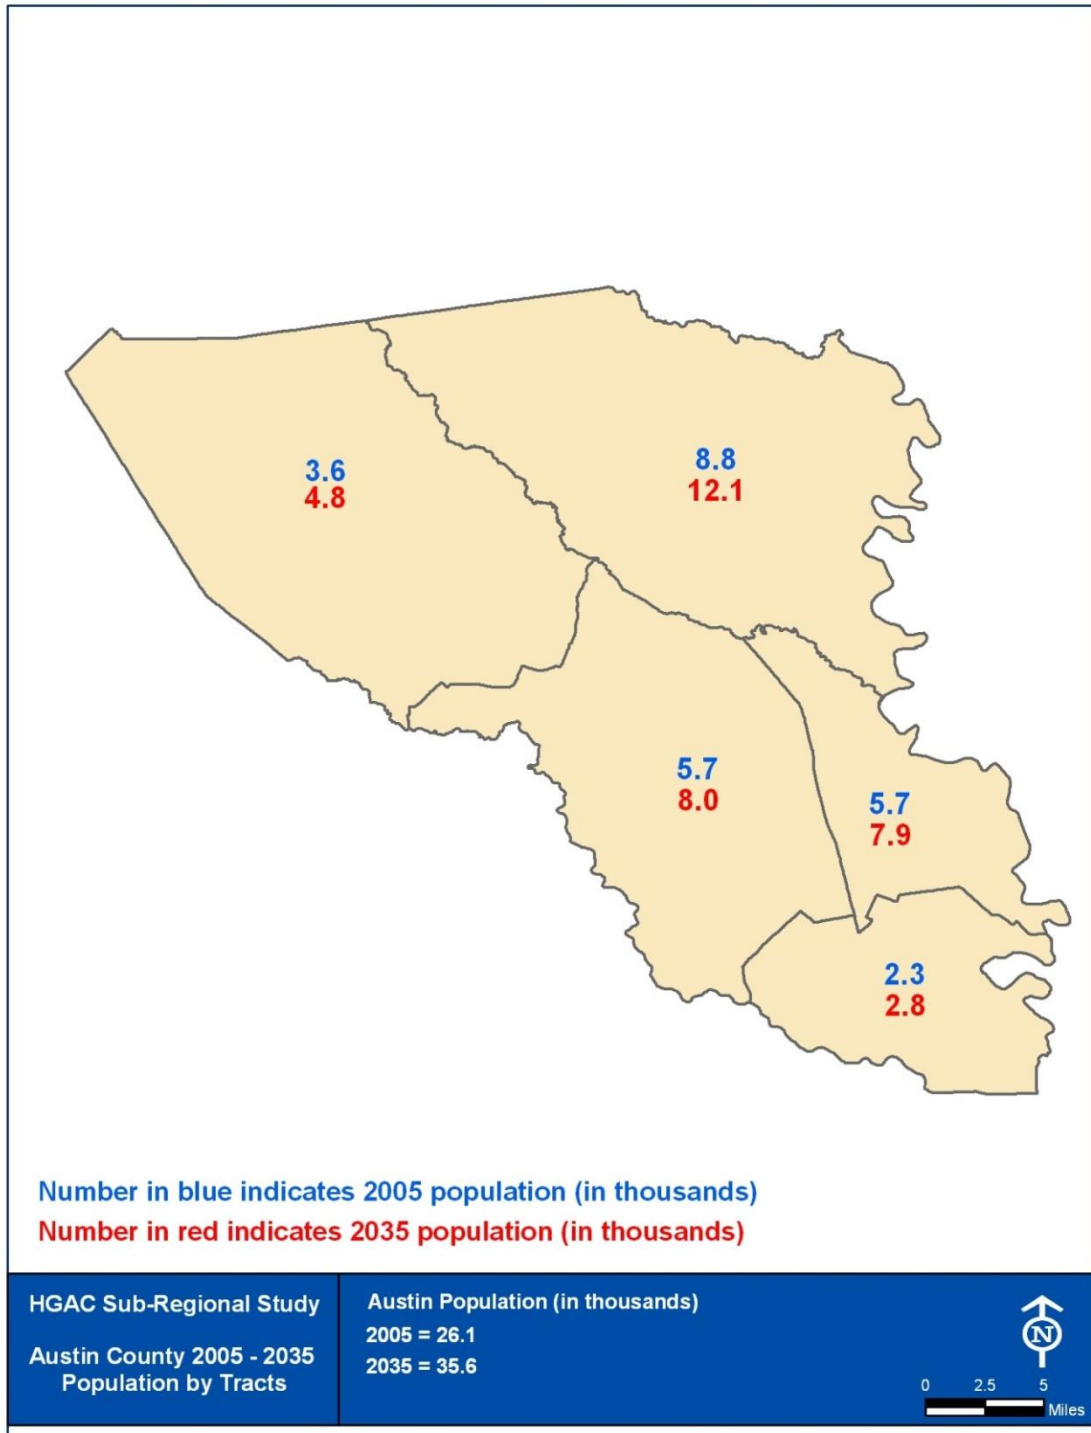 3.6
4.8
8.8
12.1
5.7
8.0
5.7
7.9
2.3
2.8
Number in blue indicates 2005 population (in thousands)
Number in red indicates 2035 population (in thousands)
HGAC Sub-Regional Study
Austin County 2005 - 2035
Population by Tracts
Austin Population (in thousands)
2005 = 26.1
2035 = 35.6
N
0 2.5 5
Miles